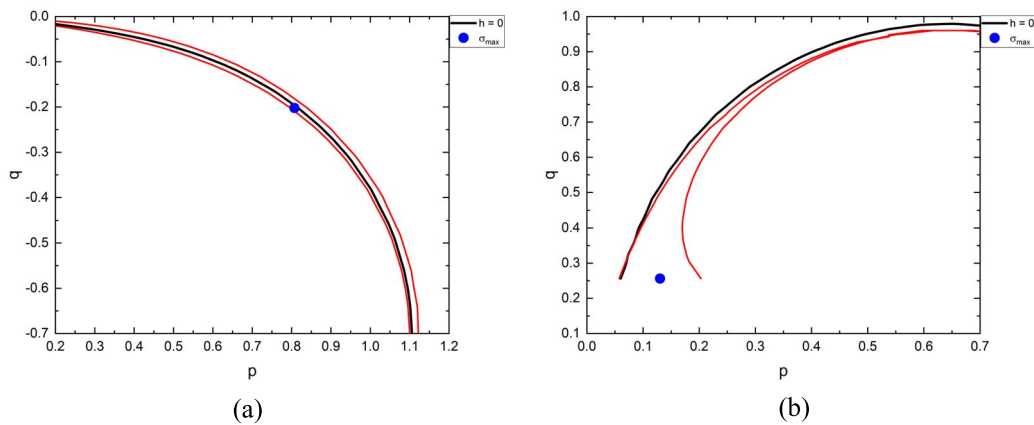 0.0
-0.1
-0.2
-0.3
-0.4
-0.5
-0.6
-0.7
q
0.2 0.3 0.4 0.5 0.6 0.7 0.8 0.9 1.0 1.1 1.2
p
h = 0
σmax
(a)
1.0
0.9
0.8
0.7
0.6
0.5
0.4
0.3
0.2
0.1
q
0.0 0.1 0.2 0.3 0.4 0.5 0.6 0.7
p
h = 0
σmax
(b)